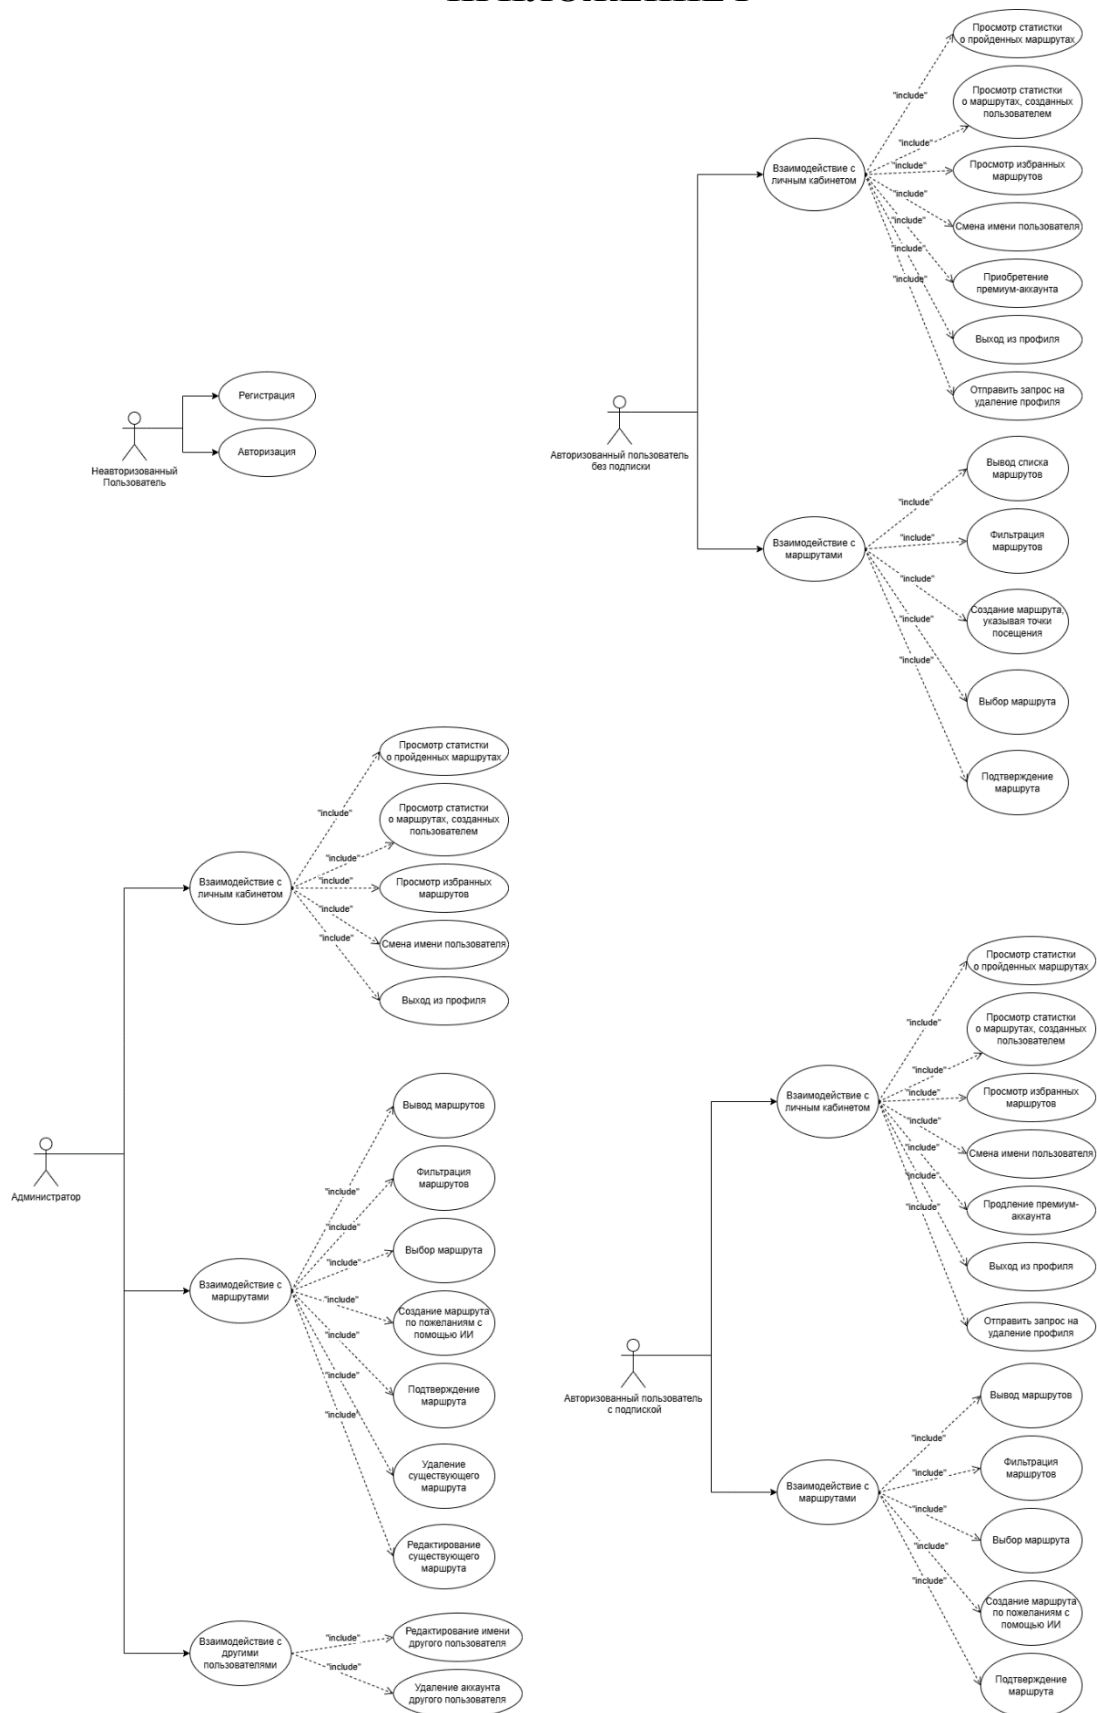 Просмотр статистки
о пройденных маршрутах
"include"
Просмотр статистки
о маршрутах, созданных
пользователем
"include"
Взаимодействие с
личным кабинетом
"include"
Просмотр избранных
маршрутов
"include"
Смена имени пользователя
"include"
Приобретение
премиум-аккаунта
"include"
Выход из профиля
"include"
Отправить запрос на
удаление профиля
Регистрация
Авторизация
Неавторизованный
Пользователь
Авторизованный пользователь
без подписки
Вывод списка
маршрутов
"include"
Взаимодействие с
маршрутами
"include"
Фильтрация
маршрутов
"include"
Создание маршрута,
указывая точки
посещения
"include"
Выбор маршрута
"include"
Подтверждение
маршрута
Просмотр статистки
о пройденных маршрутах
"include"
Просмотр статистки
о маршрутах, созданных
пользователем
"include"
Взаимодействие с
личным кабинетом
"include"
Просмотр избранных
маршрутов
"include"
Смена имени пользователя
"include"
Выход из профиля
Администратор
Вывод маршрутов
"include"
Фильтрация
маршрутов
"include"
Выбор маршрута
"include"
Взаимодействие с
маршрутами
"include"
Создание маршрута
по пожеланиям с
помощью ИИ
"include"
Подтверждение
маршрута
"include"
Удаление
существующего
маршрута
"include"
Редактирование
существующего
маршрута
Взаимодействие с
другими
пользователями
"include"
Редактирование имени
другого пользователя
"include"
Удаление аккаунта
другого пользователя
Просмотр статистки
о пройденных маршрутах
"include"
Просмотр статистки
о маршрутах, созданных
пользователем
"include"
Взаимодействие с
личным кабинетом
"include"
Просмотр избранных
маршрутов
"include"
Смена имени пользователя
"include"
Продление премиум-
аккаунта
"include"
Выход из профиля
"include"
Отправить запрос на
удаление профиля
Авторизованный пользователь
с подпиской
Вывод маршрутов
"include"
Фильтрация
маршрутов
"include"
Взаимодействие с
маршрутами
"include"
Выбор маршрута
"include"
Создание маршрута
по пожеланиям с
помощью ИИ
"include"
Подтверждение
маршрута